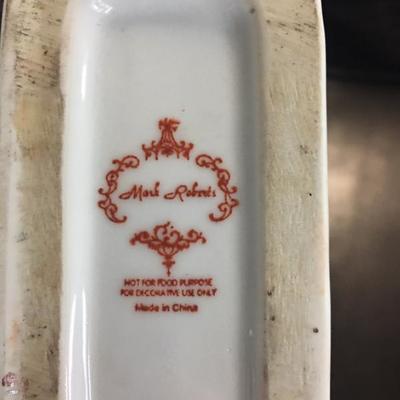 Mark Roberts
NOT FOR FOOD PURPOSE
FOR DECORATIVE USE ONLY
Made in China